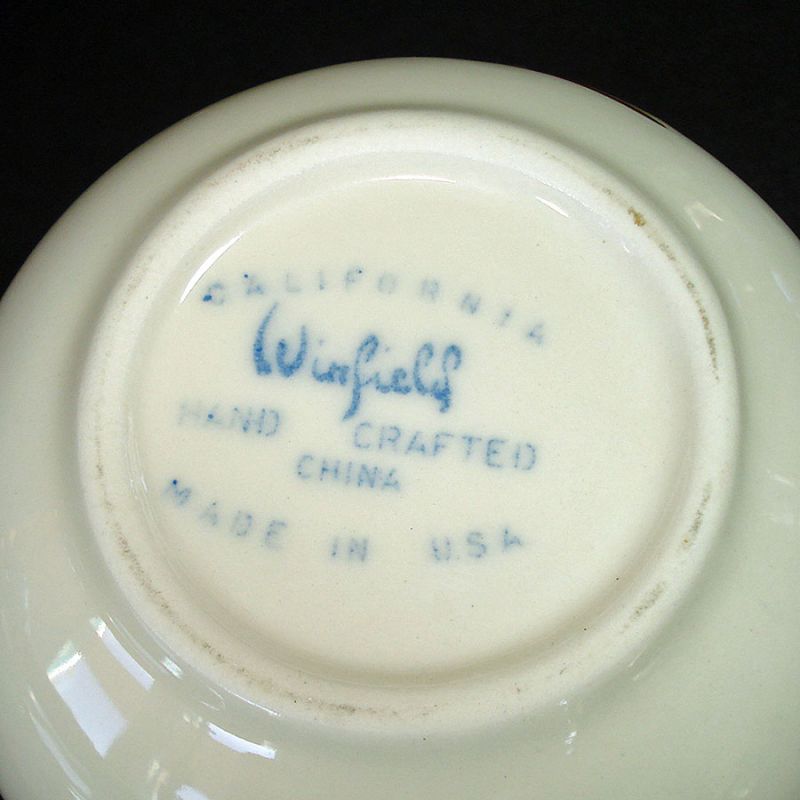 CALIFORNIA
Winfield
HAND CRAFTED
CHINA
MADE IN U.S.A